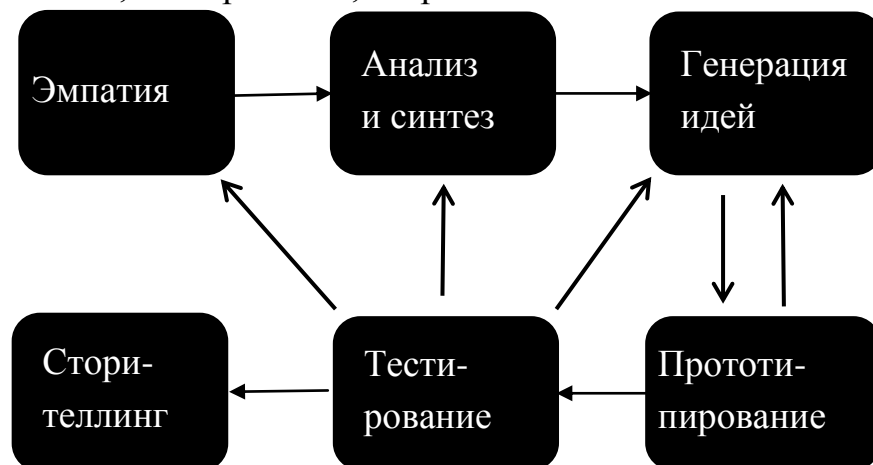 Эмпатия
Анализ
и синтез
Генерация
идей
Стори-
теллинг
Тести-
рование
Прототи-
пирование